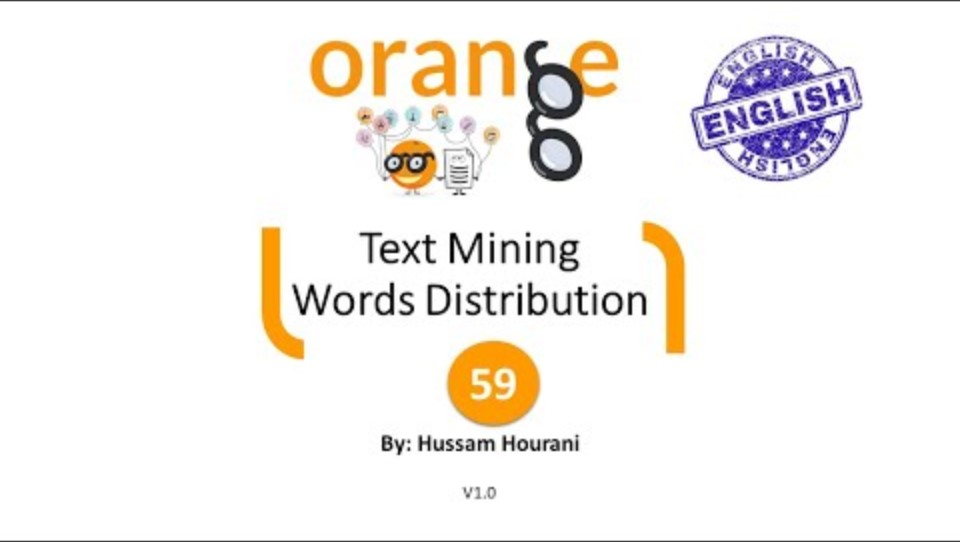 orange
ENGLISH
ENGLISH
ENGLISH
Text Mining
Words Distribution
59
By: Hussam Hourani
V1.0